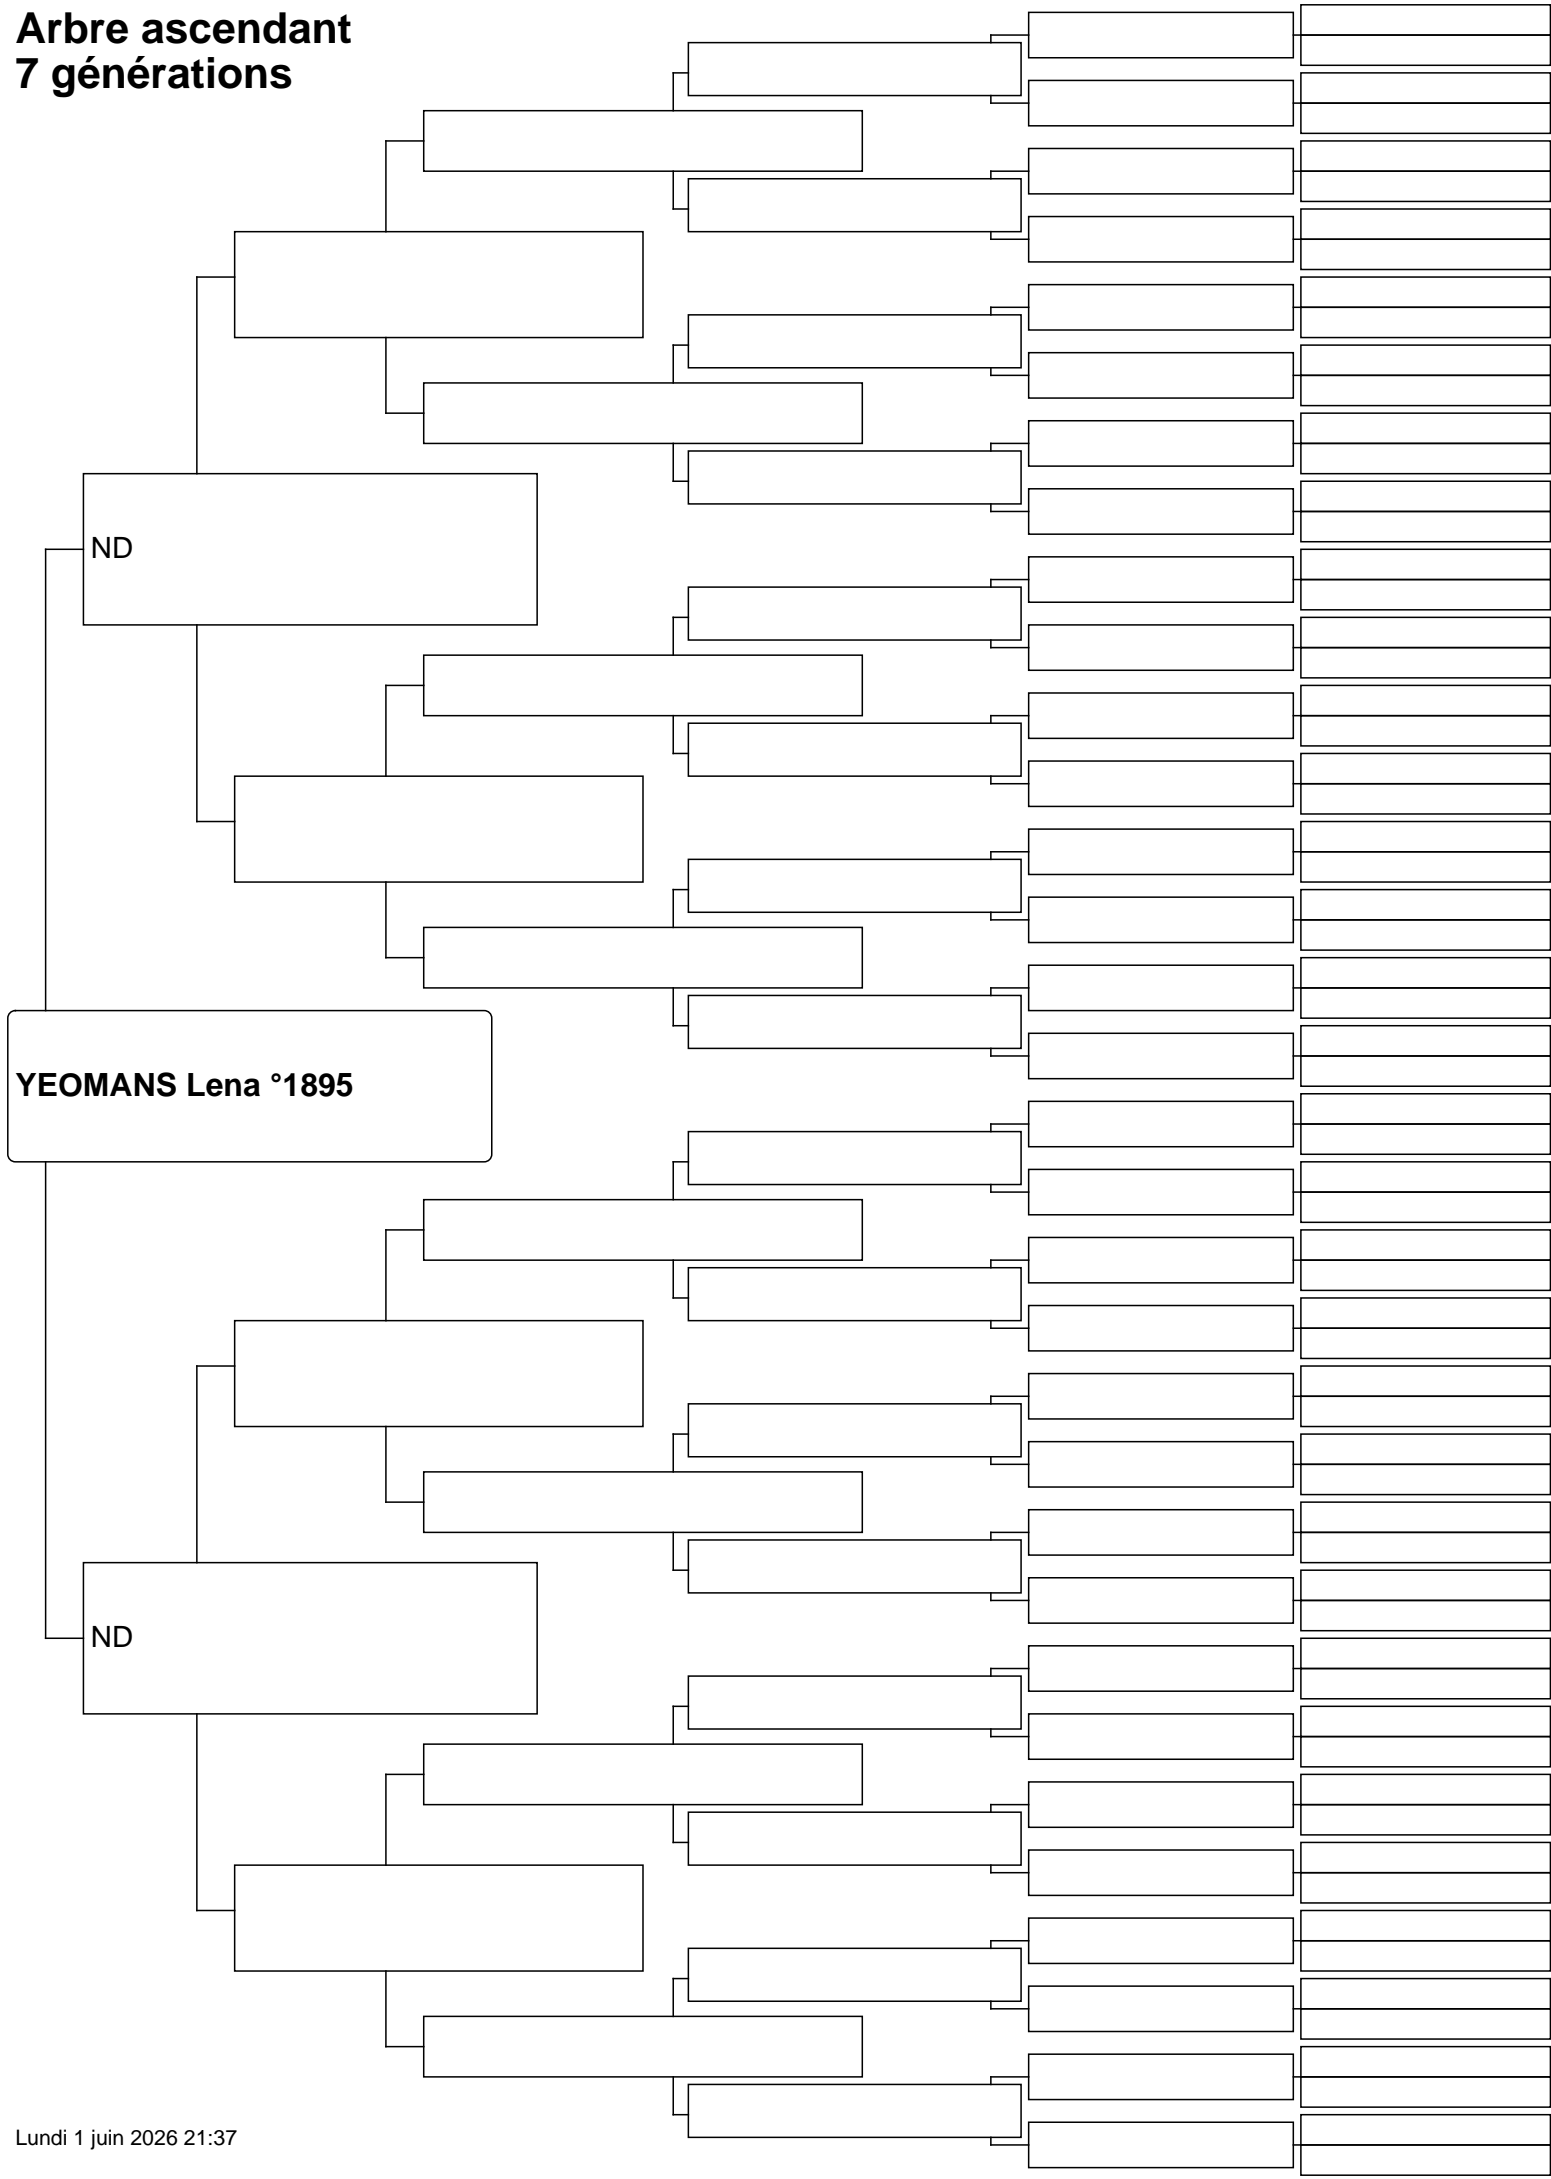 Arbre ascendant
7 générations
ND
YEOMANS Lena °1895
ND
Lundi 1 juin 2026 21:37